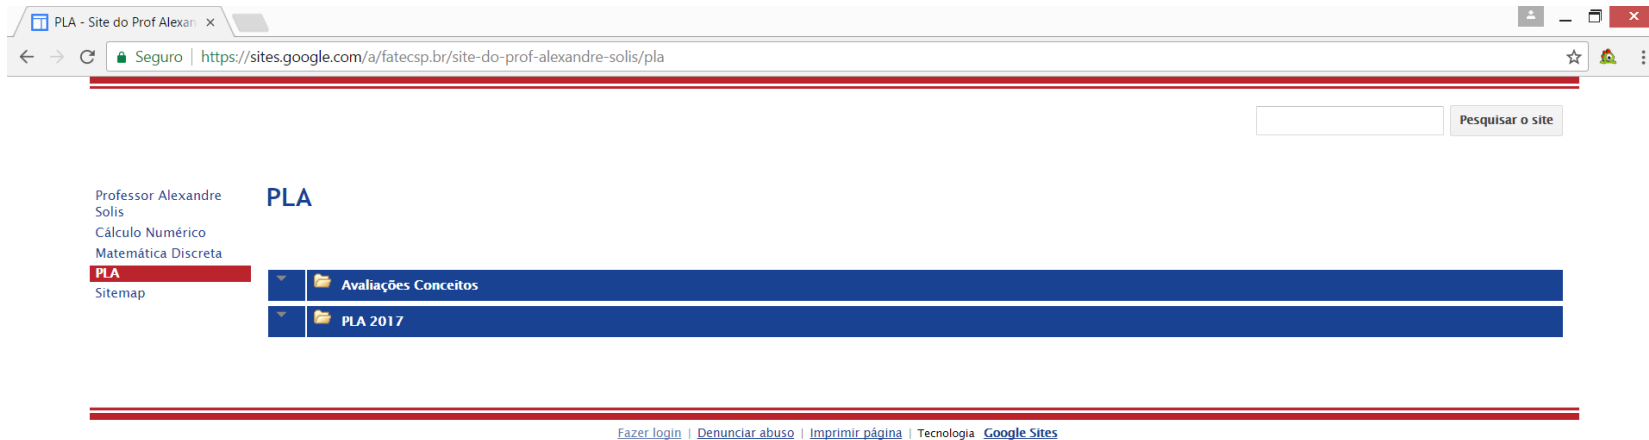 PLA - Site do Prof Alexan
Seguro | https://sites.google.com/a/fatecsp.br/site-do-prof-alexandre-solis/pla
Pesquisar o site
Professor Alexandre
Solis
Cálculo Numérico
Matemática Discreta
PLA
Sitemap
PLA
Avaliações Conceitos
PLA 2017
Fazer login | Denunciar abuso | Imprimir página | Tecnologia Google Sites